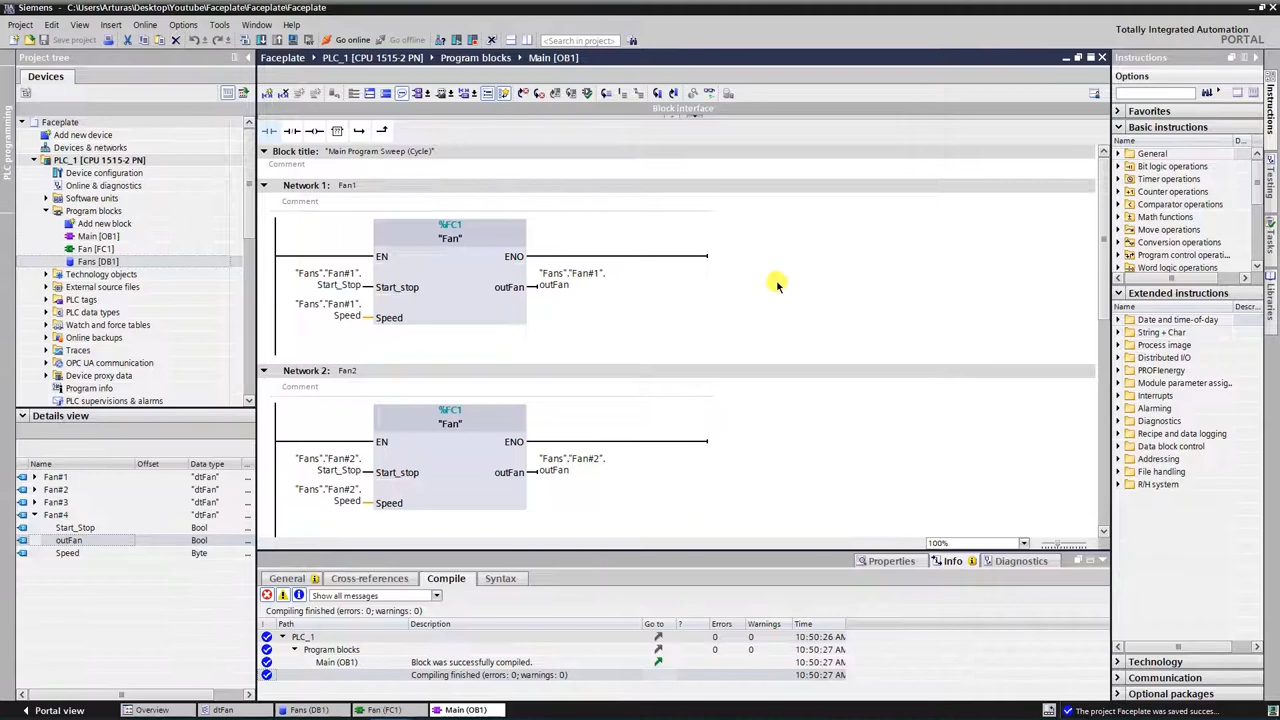 Siemens - C:\Users\Arturas\Desktop\Youtube\Faceplate\Faceplate\Faceplate
Project Edit View Insert Online Options Tools Window Help
Totally Integrated Automation
PORTAL
Save project
Go online
Go offline
<Search in project>
Project tree
Faceplate PLC_1 [CPU 1515-2 PN] Program blocks Main [OB1]
Instructions
Devices
Options
PLC programming
Block interface
Faceplate
Add new device
Devices & networks
PLC_1 [CPU 1515-2 PN]
Device configuration
Online & diagnostics
Software units
Program blocks
Add new block
Main [OB1]
Fan [FC1]
Fans [DB1]
Technology objects
External source files
PLC tags
PLC data types
Watch and force tables
Online backups
Traces
OPC UA communication
Device proxy data
Program info
PLC supervisions & alarms
Details view
Name Offset Data type ...
Fan#1 "dtFan" ...
Fan#2 "dtFan" ...
Fan#3 "dtFan" ...
Fan#4 "dtFan" ...
Start_Stop Bool ...
outFan Bool ...
Speed Byte ...
Block title: "Main Program Sweep (Cycle)"
Comment
Network 1: Fan1
Comment
%FC1
"Fan"
EN ENO
"Fans"."Fan#1". "Fans"."Fan#1".
Start_Stop Start_stop outFan outFan
"Fans"."Fan#1".
Speed Speed
Network 2: Fan2
Comment
%FC1
"Fan"
EN ENO
"Fans"."Fan#2". "Fans"."Fan#2".
Start_Stop Start_stop outFan outFan
"Fans"."Fan#2".
Speed Speed
100%
Properties Info Diagnostics
General Cross-references Compile Syntax
Show all messages
Compiling finished (errors: 0; warnings: 0)
! Path Description Go to ? Errors Warnings Time
PLC_1 0 0 10:50:26 AM
Program blocks 0 0 10:50:27 AM
Main (OB1) Block was successfully compiled. 10:50:27 AM
Compiling finished (errors: 0; warnings: 0) 10:50:27 AM
Favorites
Basic instructions
Name D...
General
Bit logic operations
Timer operations
Counter operations
Comparator operations
Math functions
Move operations
Conversion operations
Program control operati...
Word logic operations
Extended instructions
Name Descr...
Date and time-of-day
String + Char
Process image
Distributed I/O
PROFIenergy
Module parameter assig...
Interrupts
Alarming
Diagnostics
Recipe and data logging
Data block control
Addressing
File handling
R/H system
Technology
Communication
Optional packages
Instructions
Testing
Tasks
Libraries
Portal view Overview dtFan Fans (DB1) Fan (FC1) Main (OB1) The project Faceplate was saved succes...